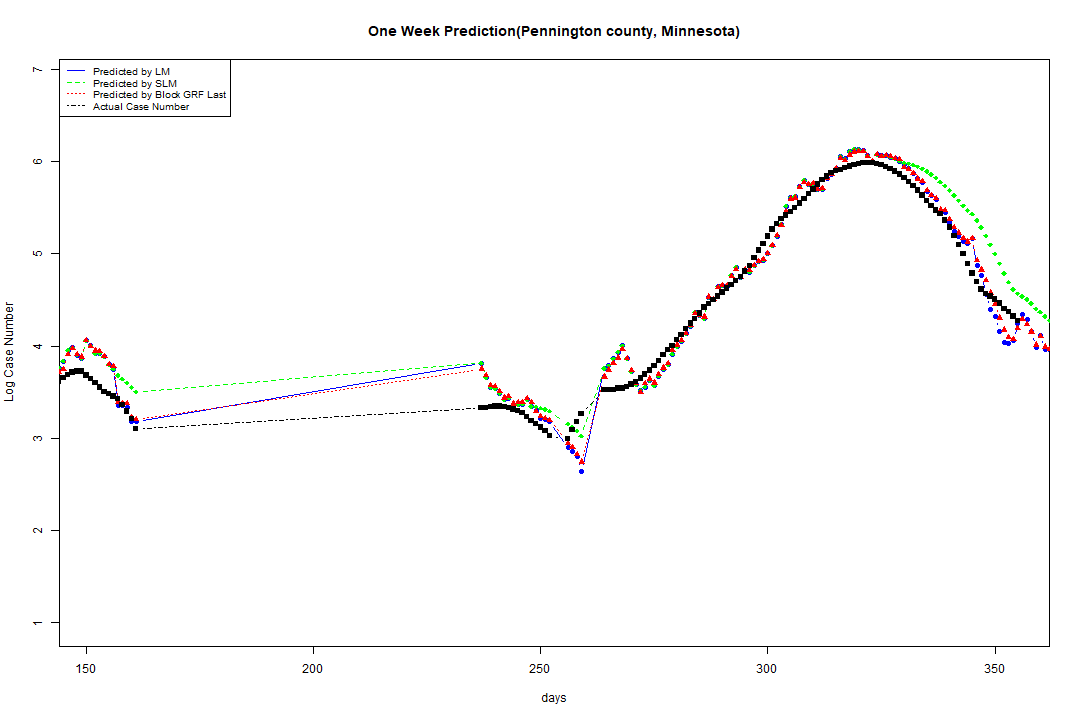 One Week Prediction(Pennington county, Minnesota)
Predicted by LM
Predicted by SLM
Predicted by Block GRF Last
Actual Case Number
7
6
5
4
3
2
1
Log Case Number
150
200
250
300
350
days